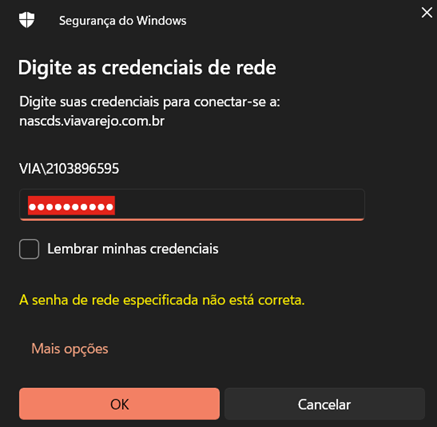 Segurança do Windows
Digite as credenciais de rede
Digite suas credenciais para conectar-se a:
nascds.viavarejo.com.br
VIA\2103896595
●●●●●●●●●●
Lembrar minhas credenciais
A senha de rede especificada não está correta.
Mais opções
OK
Cancelar